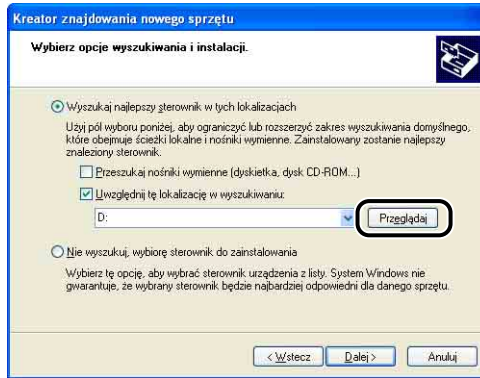 Kreator znajdowania nowego sprzętu
Wybierz opcje wyszukiwania i instalacji.
Wyszukaj najlepszy sterownik w tych lokalizacjach
Użyj pól wyboru poniżej, aby ograniczyć lub rozszerzyć zakres wyszukiwania domyślnego,
które obejmuje ścieżki lokalne i nośniki wymienne. Zainstalowany zostanie najlepszy
znaleziony sterownik.
Przeszukaj nośniki wymienne (dyskietka, dysk CD-ROM...)
Uwzględnij tę lokalizację w wyszukiwaniu:
D:
Przeglądaj
Nie wyszukuj, wybiorę sterownik do zainstalowania
Wybierz tę opcję, aby wybrać sterownik urządzenia z listy. System Windows nie
gwarantuje, że wybrany sterownik będzie najbardziej odpowiedni dla danego sprzętu.
< Wstecz Dalej > Anuluj